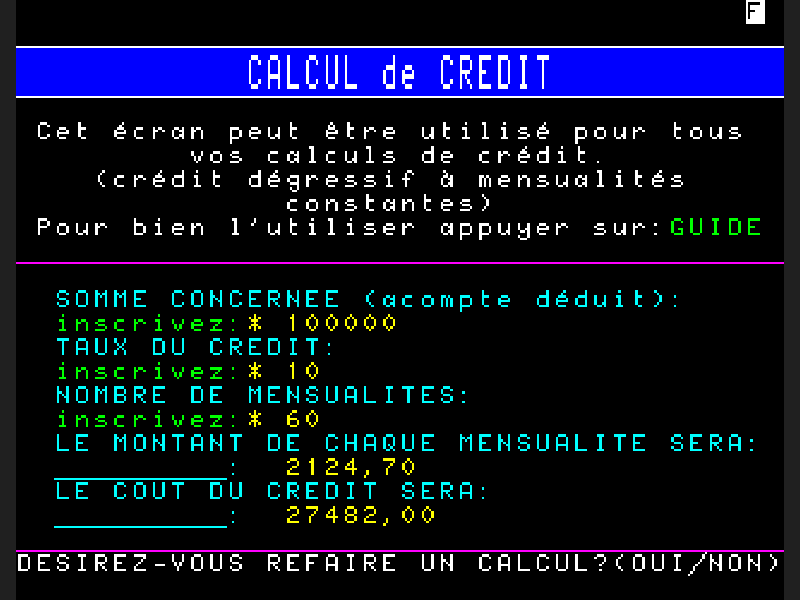 F
CALCUL de CREDIT
Cet écran peut être utilisé pour tous
vos calculs de crédit.
(crédit dégressif à mensualités
constantes)
Pour bien l'utiliser appuyer sur:GUIDE
SOMME CONCERNEE (acompte déduit):
inscrivez:* 100000
TAUX DU CREDIT:
inscrivez:* 10
NOMBRE DE MENSUALITES:
inscrivez:* 60
LE MONTANT DE CHAQUE MENSUALITE SERA:
_________: 2124,70
LE COUT DU CREDIT SERA:
_________: 27482,00
DESIREZ-VOUS REFAIRE UN CALCUL?(OUI/NON)